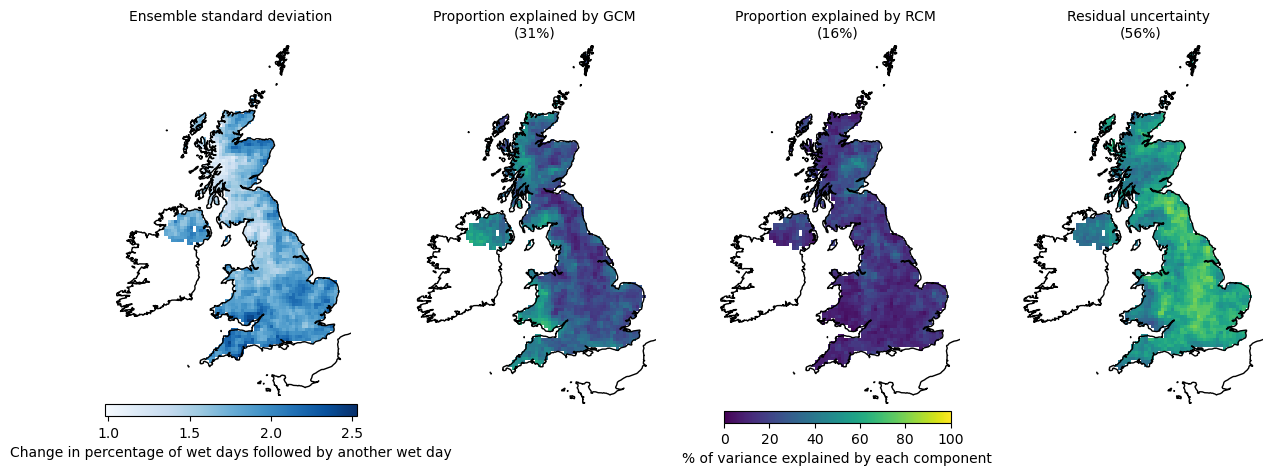 Ensemble standard deviation
Proportion explained by GCM
(31%)
Proportion explained by RCM
(16%)
Residual uncertainty
(56%)
1.0 1.5 2.0 2.5
Change in percentage of wet days followed by another wet day
0 20 40 60 80 100
% of variance explained by each component